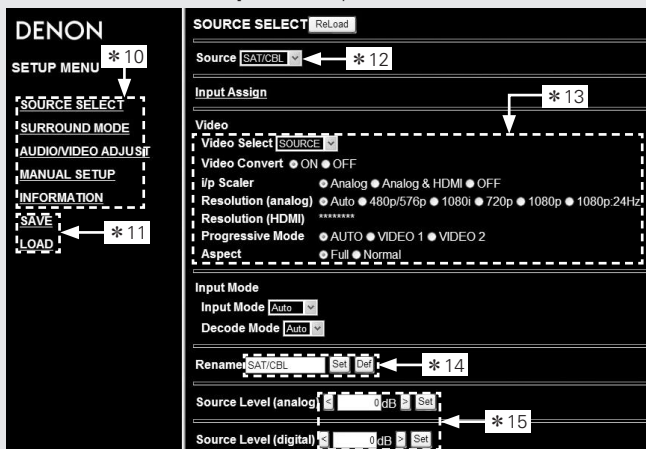 DENON
SETUP MENU
*10
SOURCE SELECT
SURROUND MODE
AUDIO/VIDEO ADJUST
MANUAL SETUP
INFORMATION
SAVE
LOAD
*11
SOURCE SELECT ReLoad
Source SAT/CBL *12
Input Assign
*13
Video
Video Select SOURCE
Video Convert ON OFF
i/p Scaler Analog Analog & HDMI OFF
Resolution (analog) Auto 480p/576p 1080i 720p 1080p 1080p:24Hz
Resolution (HDMI) ********
Progressive Mode AUTO VIDEO 1 VIDEO 2
Aspect Full Normal
Input Mode
Input Mode Auto
Decode Mode Auto
Rename SAT/CBL Set Def *14
Source Level (analog) < 0 dB > Set
*15
Source Level (digital) < 0 dB > Set